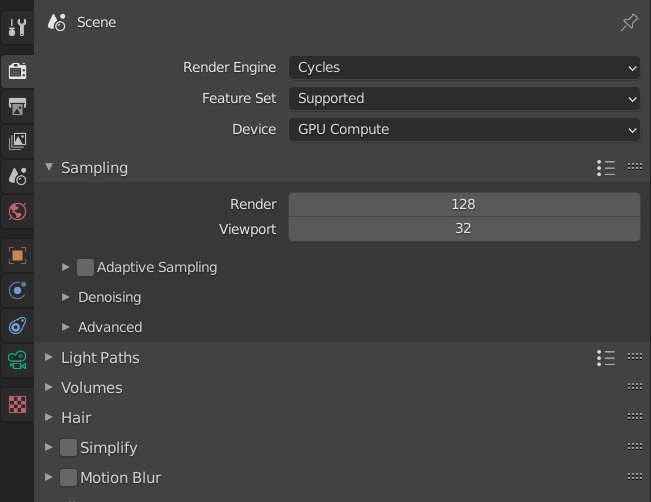 Scene
Render Engine Cycles
Feature Set Supported
Device GPU Compute
Sampling
Render 128
Viewport 32
Adaptive Sampling
Denoising
Advanced
Light Paths
Volumes
Hair
Simplify
Motion Blur